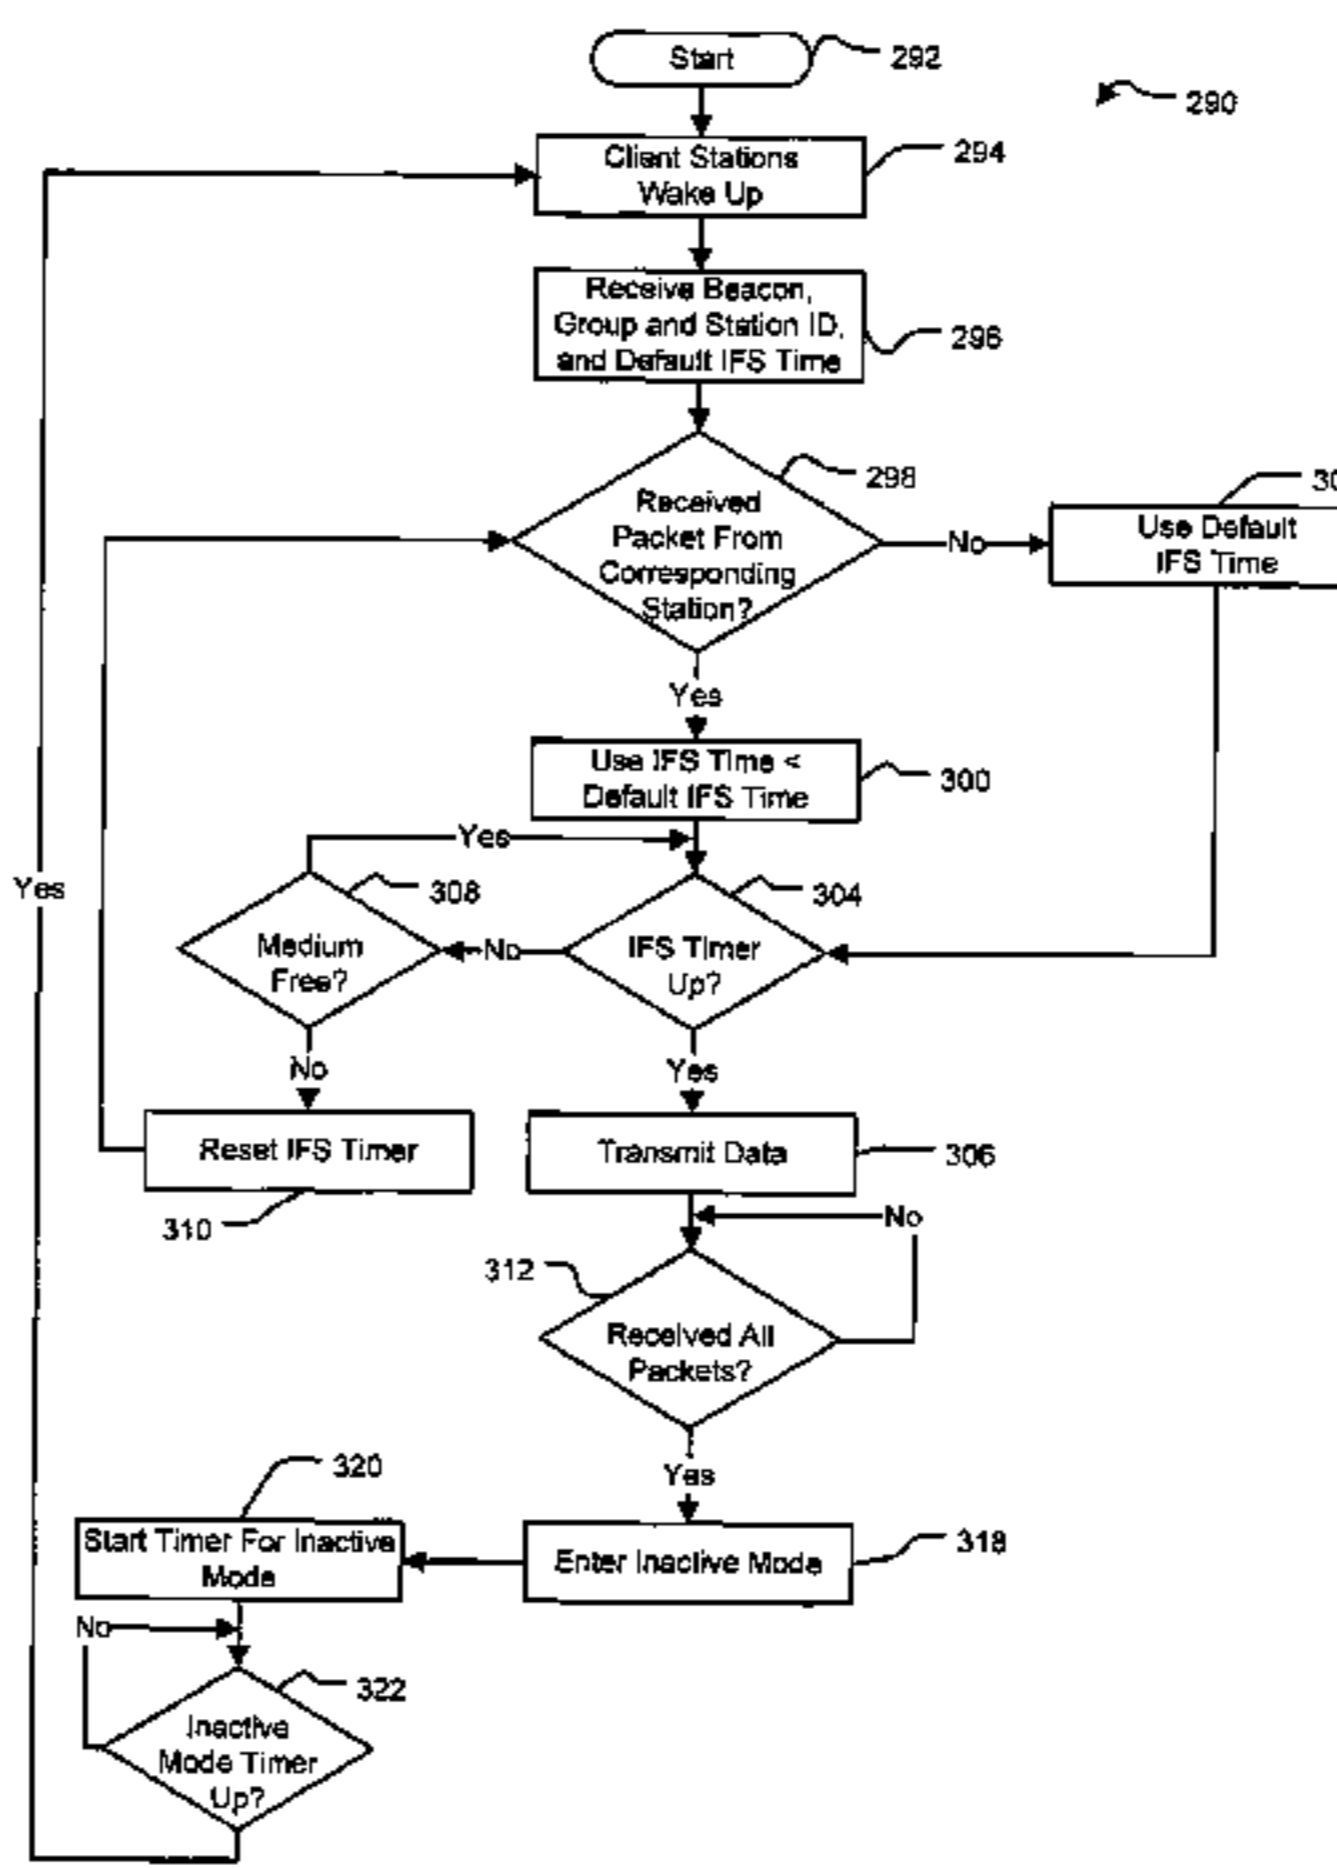 Start
292
290
Client Stations
Wake Up
294
Receive Beacon,
Group and Station ID,
and Default IFS Time
296
298
Received
Packet From
Corresponding
Station?
No
30
Use Default
IFS Time
Yes
Use IFS Time <
Default IFS Time
300
Yes
308
304
Yes
Medium
Free?
No
IFS Timer
Up?
No
Yes
Reset IFS Timer
310
Transmit Data
306
No
312
Received All
Packets?
Yes
320
Start Timer For Inactive
Mode
Enter Inactive Mode
318
No
322
Inactive
Mode Timer
Up?